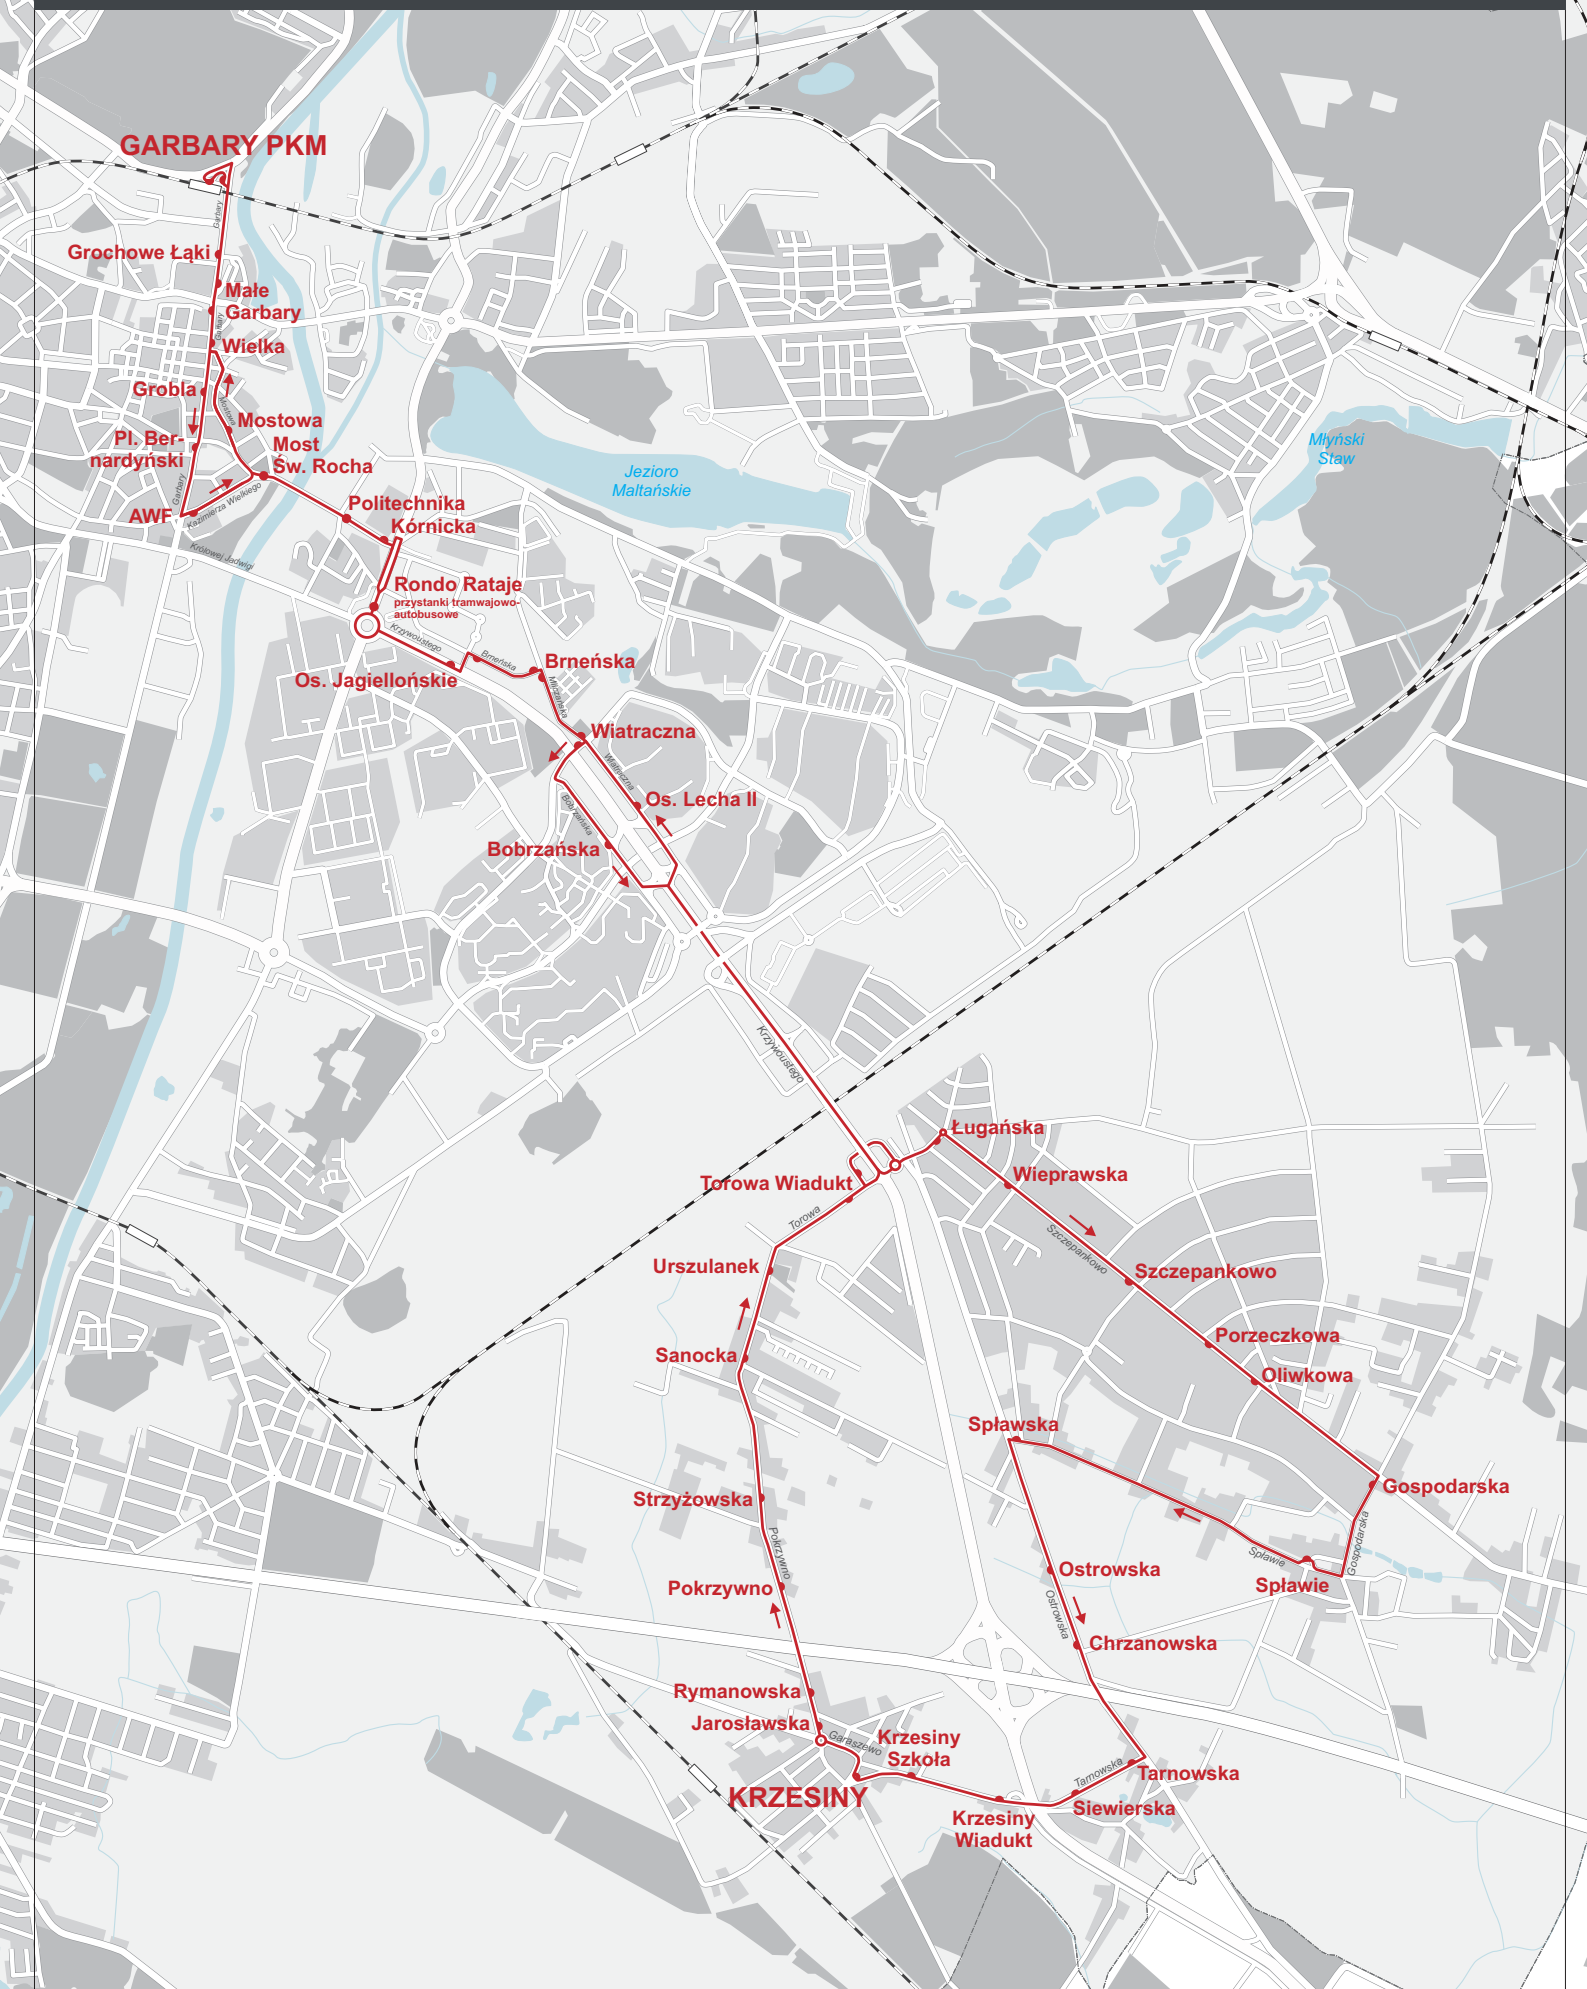 GARBARY PKM
Garbary
Grochowe Łąki
Małe
Garbary
Garbary
Wielka
Grobla
Mostowa
Mostowa
Pl. Ber-
nardyński
Most
Św. Rocha
Garbary
Kazimierza Wielkiego
AWF
Królowej Jadwigi
Politechnika
Kórnicka
Jezioro
Maltańskie
Młyński
Staw
Rondo Rataje
przystanki tramwajowo-
autobusowe
Krzywoustego
Brneńska
Brneńska
Os. Jagiellońskie
Milczańska
Wiatraczna
Wiatraczna
Os. Lecha II
Bobrzańska
Bobrzańska
Krzywoustego
Ługańska
Wieprawska
Torowa Wiadukt
Torowa
Szczepankowo
Urszulanek
Szczepankowo
Porzeczkowa
Sanocka
Oliwkowa
Spławska
Gospodarska
Strzyżowska
Gospodarska
Pokrzywno
Spławie
Spławie
Ostrowska
Pokrzywno
Ostrowska
Chrzanowska
Rymanowska
Jarosławska
Garaszewo
Krzesiny
Szkoła
Tarnowska
Tarnowska
KRZESINY
Siewierska
Krzesiny
Wiadukt